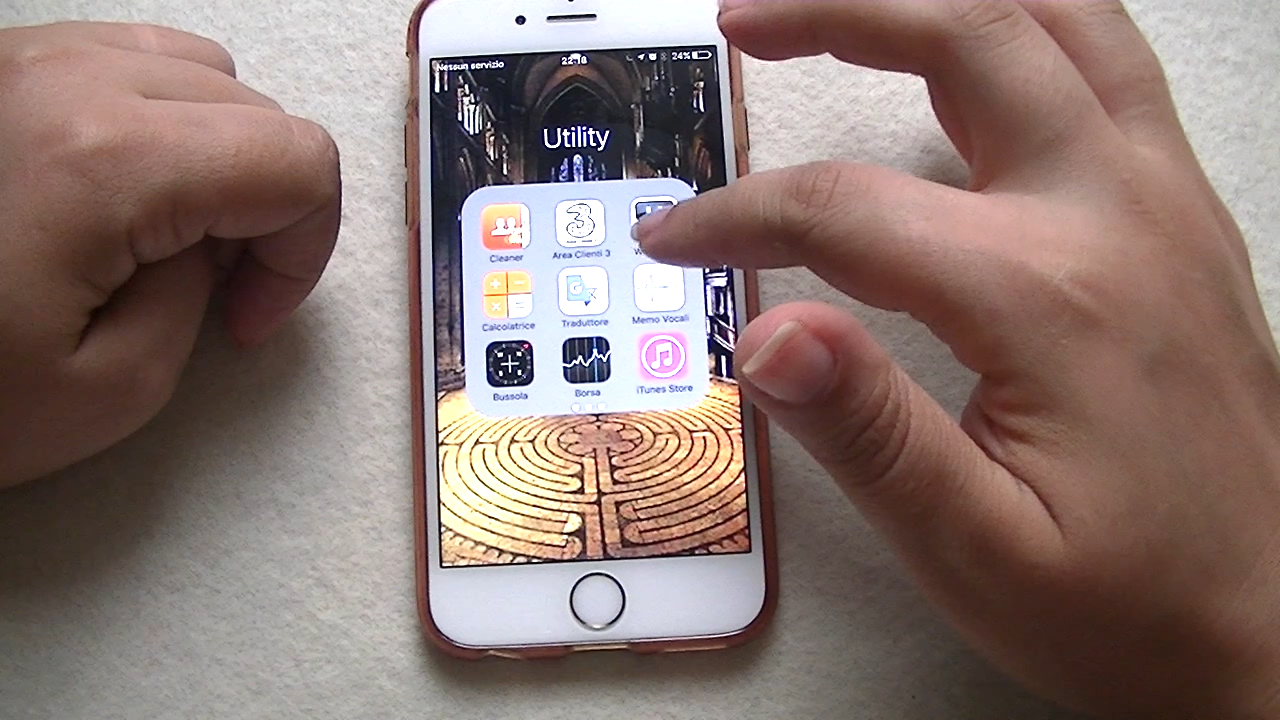 Nessun servizio 22:18 24%
Utility
3
Cleaner Area Clienti 3
Calcolatrice Traduttore Memo Vocali
Bussola Borsa iTunes Store